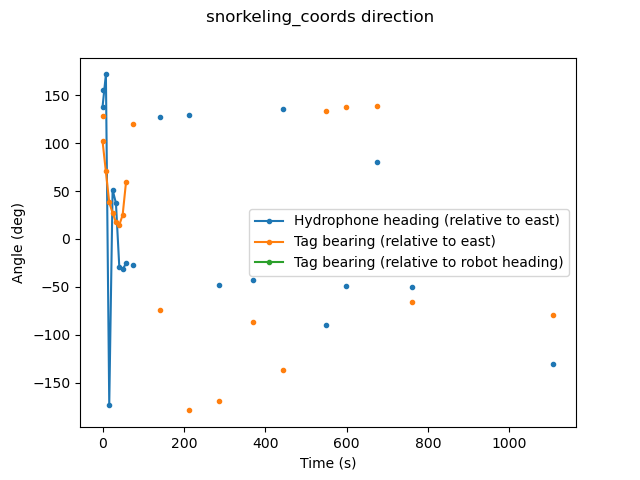 snorkeling_coords direction
150
100
50
0
−50
−100
−150
Angle (deg)
Hydrophone heading (relative to east)
Tag bearing (relative to east)
Tag bearing (relative to robot heading)
0 200 400 600 800 1000
Time (s)